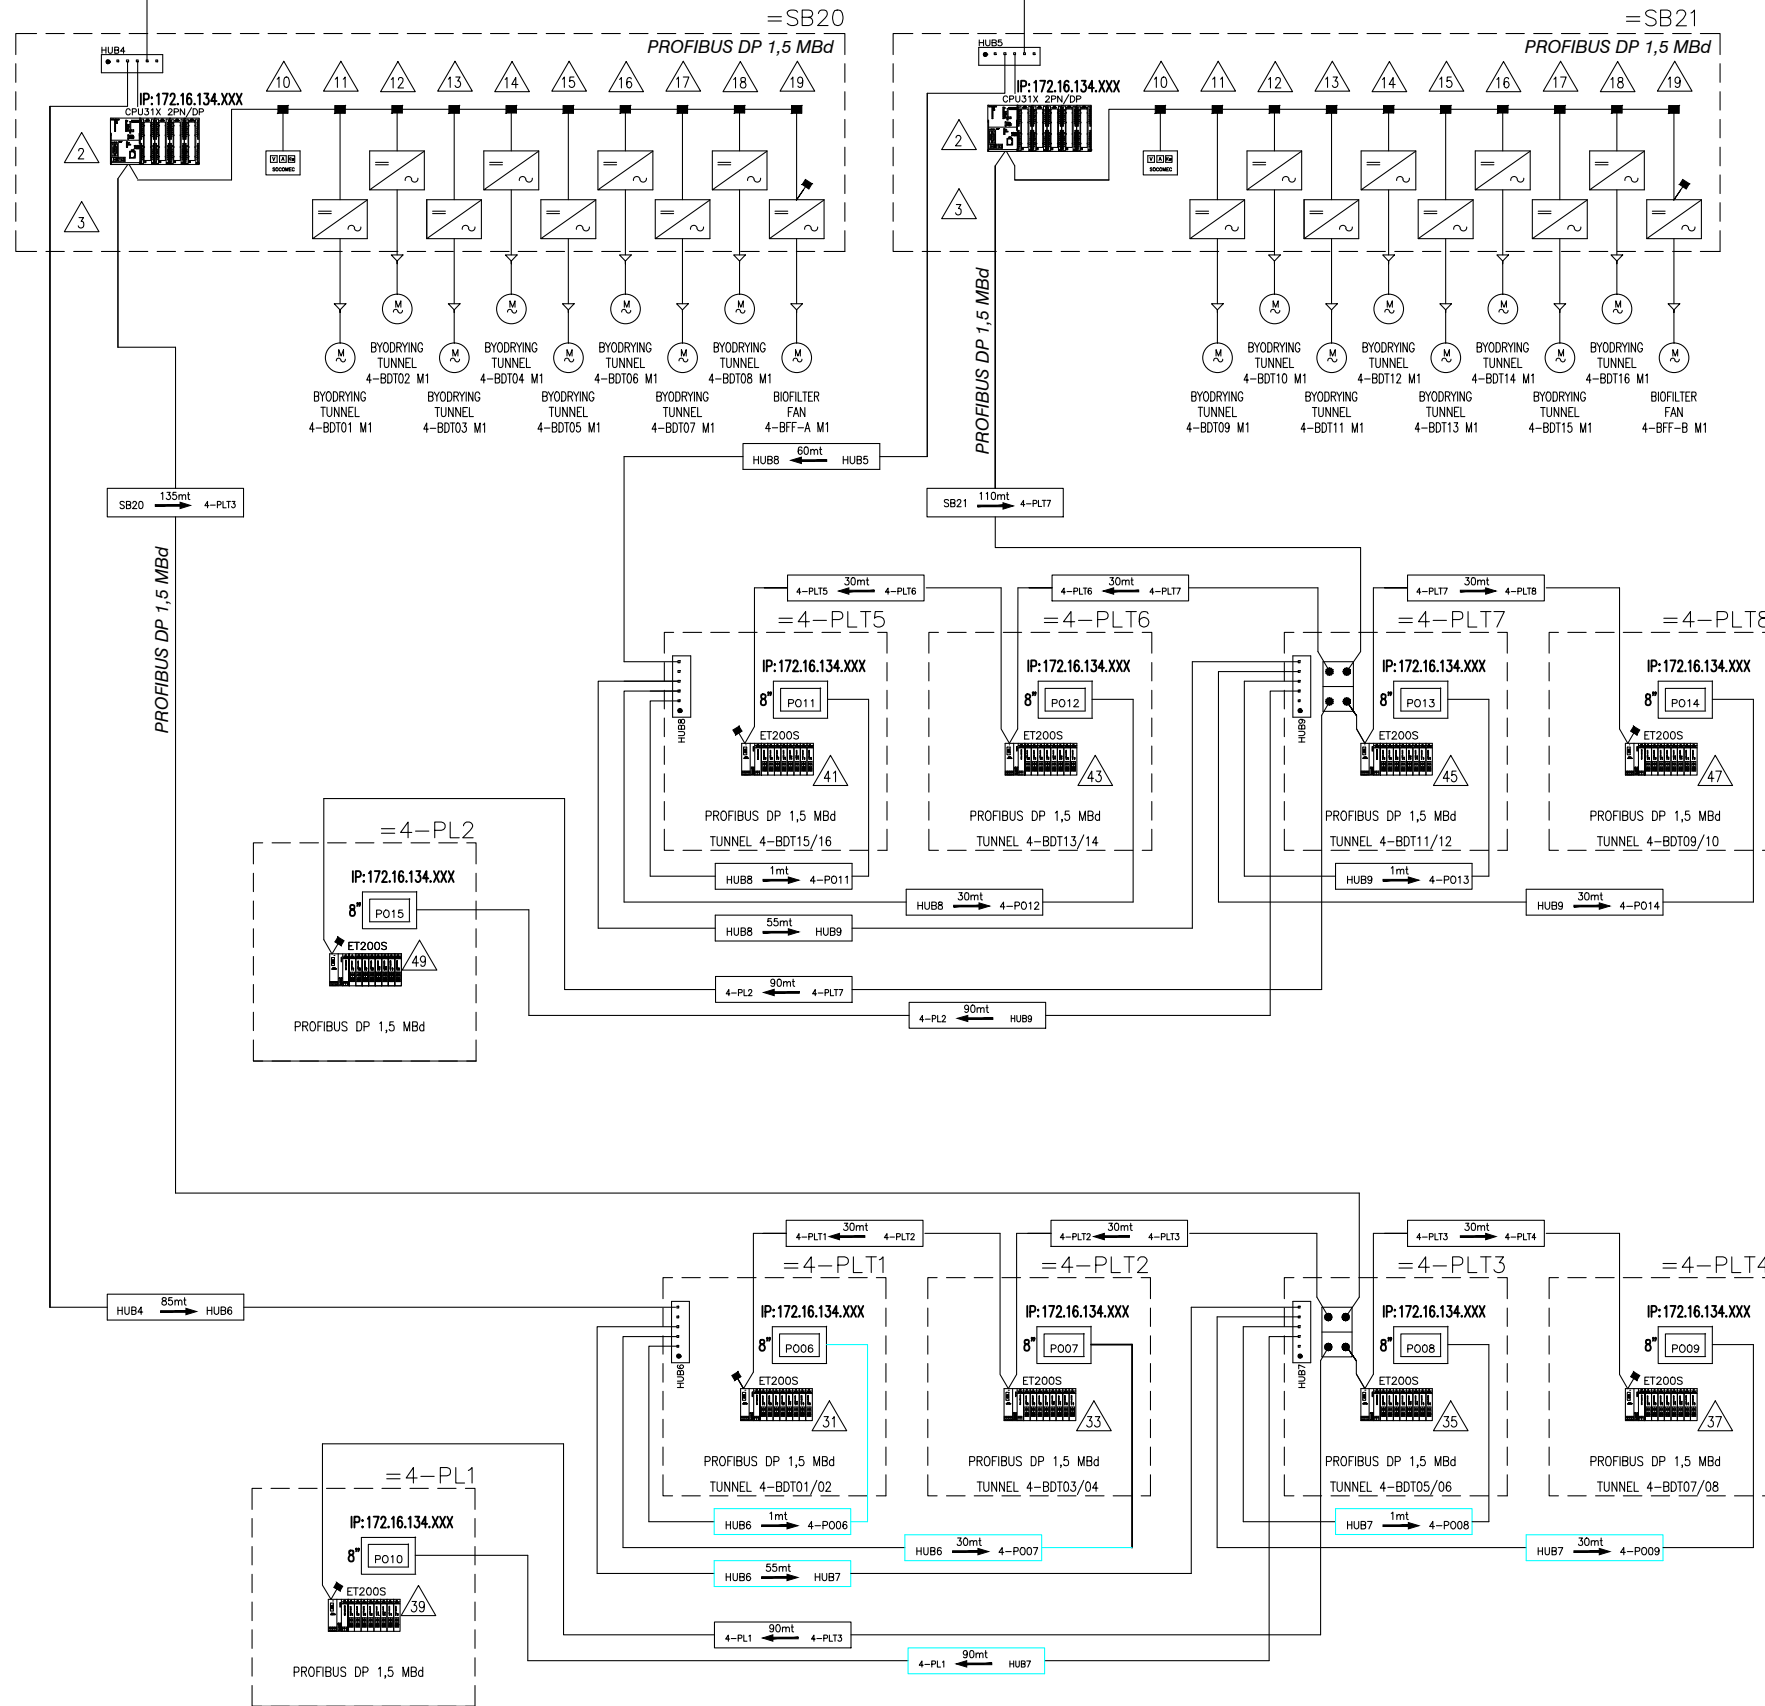 =SB20
=SB21
HUB4
PROFIBUS DP 1,5 MBd
HUB5
PROFIBUS DP 1,5 MBd
10 11 12 13 14 15 16 17 18 19
10 11 12 13 14 15 16 17 18 19
IP:172.16.134.XXX
CPU31X 2PN/DP
IP:172.16.134.XXX
CPU31X 2PN/DP
2
3
2
3
V A Kw
SOCOMEC
V A Kw
SOCOMEC
M
~
BYODRYING
TUNNEL
4-BDT01 M1
M
~
BYODRYING
TUNNEL
4-BDT02 M1
M
~
BYODRYING
TUNNEL
4-BDT03 M1
M
~
BYODRYING
TUNNEL
4-BDT04 M1
M
~
BYODRYING
TUNNEL
4-BDT05 M1
M
~
BYODRYING
TUNNEL
4-BDT06 M1
M
~
BYODRYING
TUNNEL
4-BDT07 M1
M
~
BYODRYING
TUNNEL
4-BDT08 M1
M
~
BIOFILTER
FAN
4-BFF-A M1
M
~
BYODRYING
TUNNEL
4-BDT09 M1
M
~
BYODRYING
TUNNEL
4-BDT10 M1
M
~
BYODRYING
TUNNEL
4-BDT11 M1
M
~
BYODRYING
TUNNEL
4-BDT12 M1
M
~
BYODRYING
TUNNEL
4-BDT13 M1
M
~
BYODRYING
TUNNEL
4-BDT14 M1
M
~
BYODRYING
TUNNEL
4-BDT15 M1
M
~
BYODRYING
TUNNEL
4-BDT16 M1
M
~
BIOFILTER
FAN
4-BFF-B M1
PROFIBUS DP 1,5 MBd
HUB8 60mt HUB5
SB20 135mt 4-PLT3
SB21 110mt 4-PLT7
PROFIBUS DP 1,5 MBd
4-PLT5 30mt 4-PLT6
4-PLT6 30mt 4-PLT7
4-PLT7 30mt 4-PLT8
=4-PLT5
IP:172.16.134.XXX
8" PO11
HUB8
ET200S
41
PROFIBUS DP 1,5 MBd
TUNNEL 4-BDT15/16
=4-PLT6
IP:172.16.134.XXX
8" PO12
ET200S
43
PROFIBUS DP 1,5 MBd
TUNNEL 4-BDT13/14
=4-PLT7
IP:172.16.134.XXX
8" PO13
HUB9
ET200S
45
PROFIBUS DP 1,5 MBd
TUNNEL 4-BDT11/12
=4-PLT8
IP:172.16.134.XXX
8" PO14
ET200S
47
PROFIBUS DP 1,5 MBd
TUNNEL 4-BDT09/10
HUB8 1mt 4-PO11
HUB9 1mt 4-PO13
HUB8 30mt 4-PO12
HUB9 30mt 4-PO14
HUB8 55mt HUB9
=4-PL2
IP:172.16.134.XXX
8" PO15
ET200S
49
PROFIBUS DP 1,5 MBd
4-PL2 90mt 4-PLT7
4-PL2 90mt HUB9
4-PLT1 30mt 4-PLT2
4-PLT2 30mt 4-PLT3
4-PLT3 30mt 4-PLT4
HUB4 85mt HUB6
=4-PLT1
IP:172.16.134.XXX
8" PO06
HUB6
ET200S
31
PROFIBUS DP 1,5 MBd
TUNNEL 4-BDT01/02
=4-PLT2
IP:172.16.134.XXX
8" PO07
ET200S
33
PROFIBUS DP 1,5 MBd
TUNNEL 4-BDT03/04
=4-PLT3
IP:172.16.134.XXX
8" PO08
HUB7
ET200S
35
PROFIBUS DP 1,5 MBd
TUNNEL 4-BDT05/06
=4-PLT4
IP:172.16.134.XXX
8" PO09
ET200S
37
PROFIBUS DP 1,5 MBd
TUNNEL 4-BDT07/08
HUB6 1mt 4-PO06
HUB7 1mt 4-PO08
HUB6 30mt 4-PO07
HUB7 30mt 4-PO09
HUB6 55mt HUB7
=4-PL1
IP:172.16.134.XXX
8" PO10
ET200S
39
PROFIBUS DP 1,5 MBd
4-PL1 90mt 4-PLT3
4-PL1 90mt HUB7